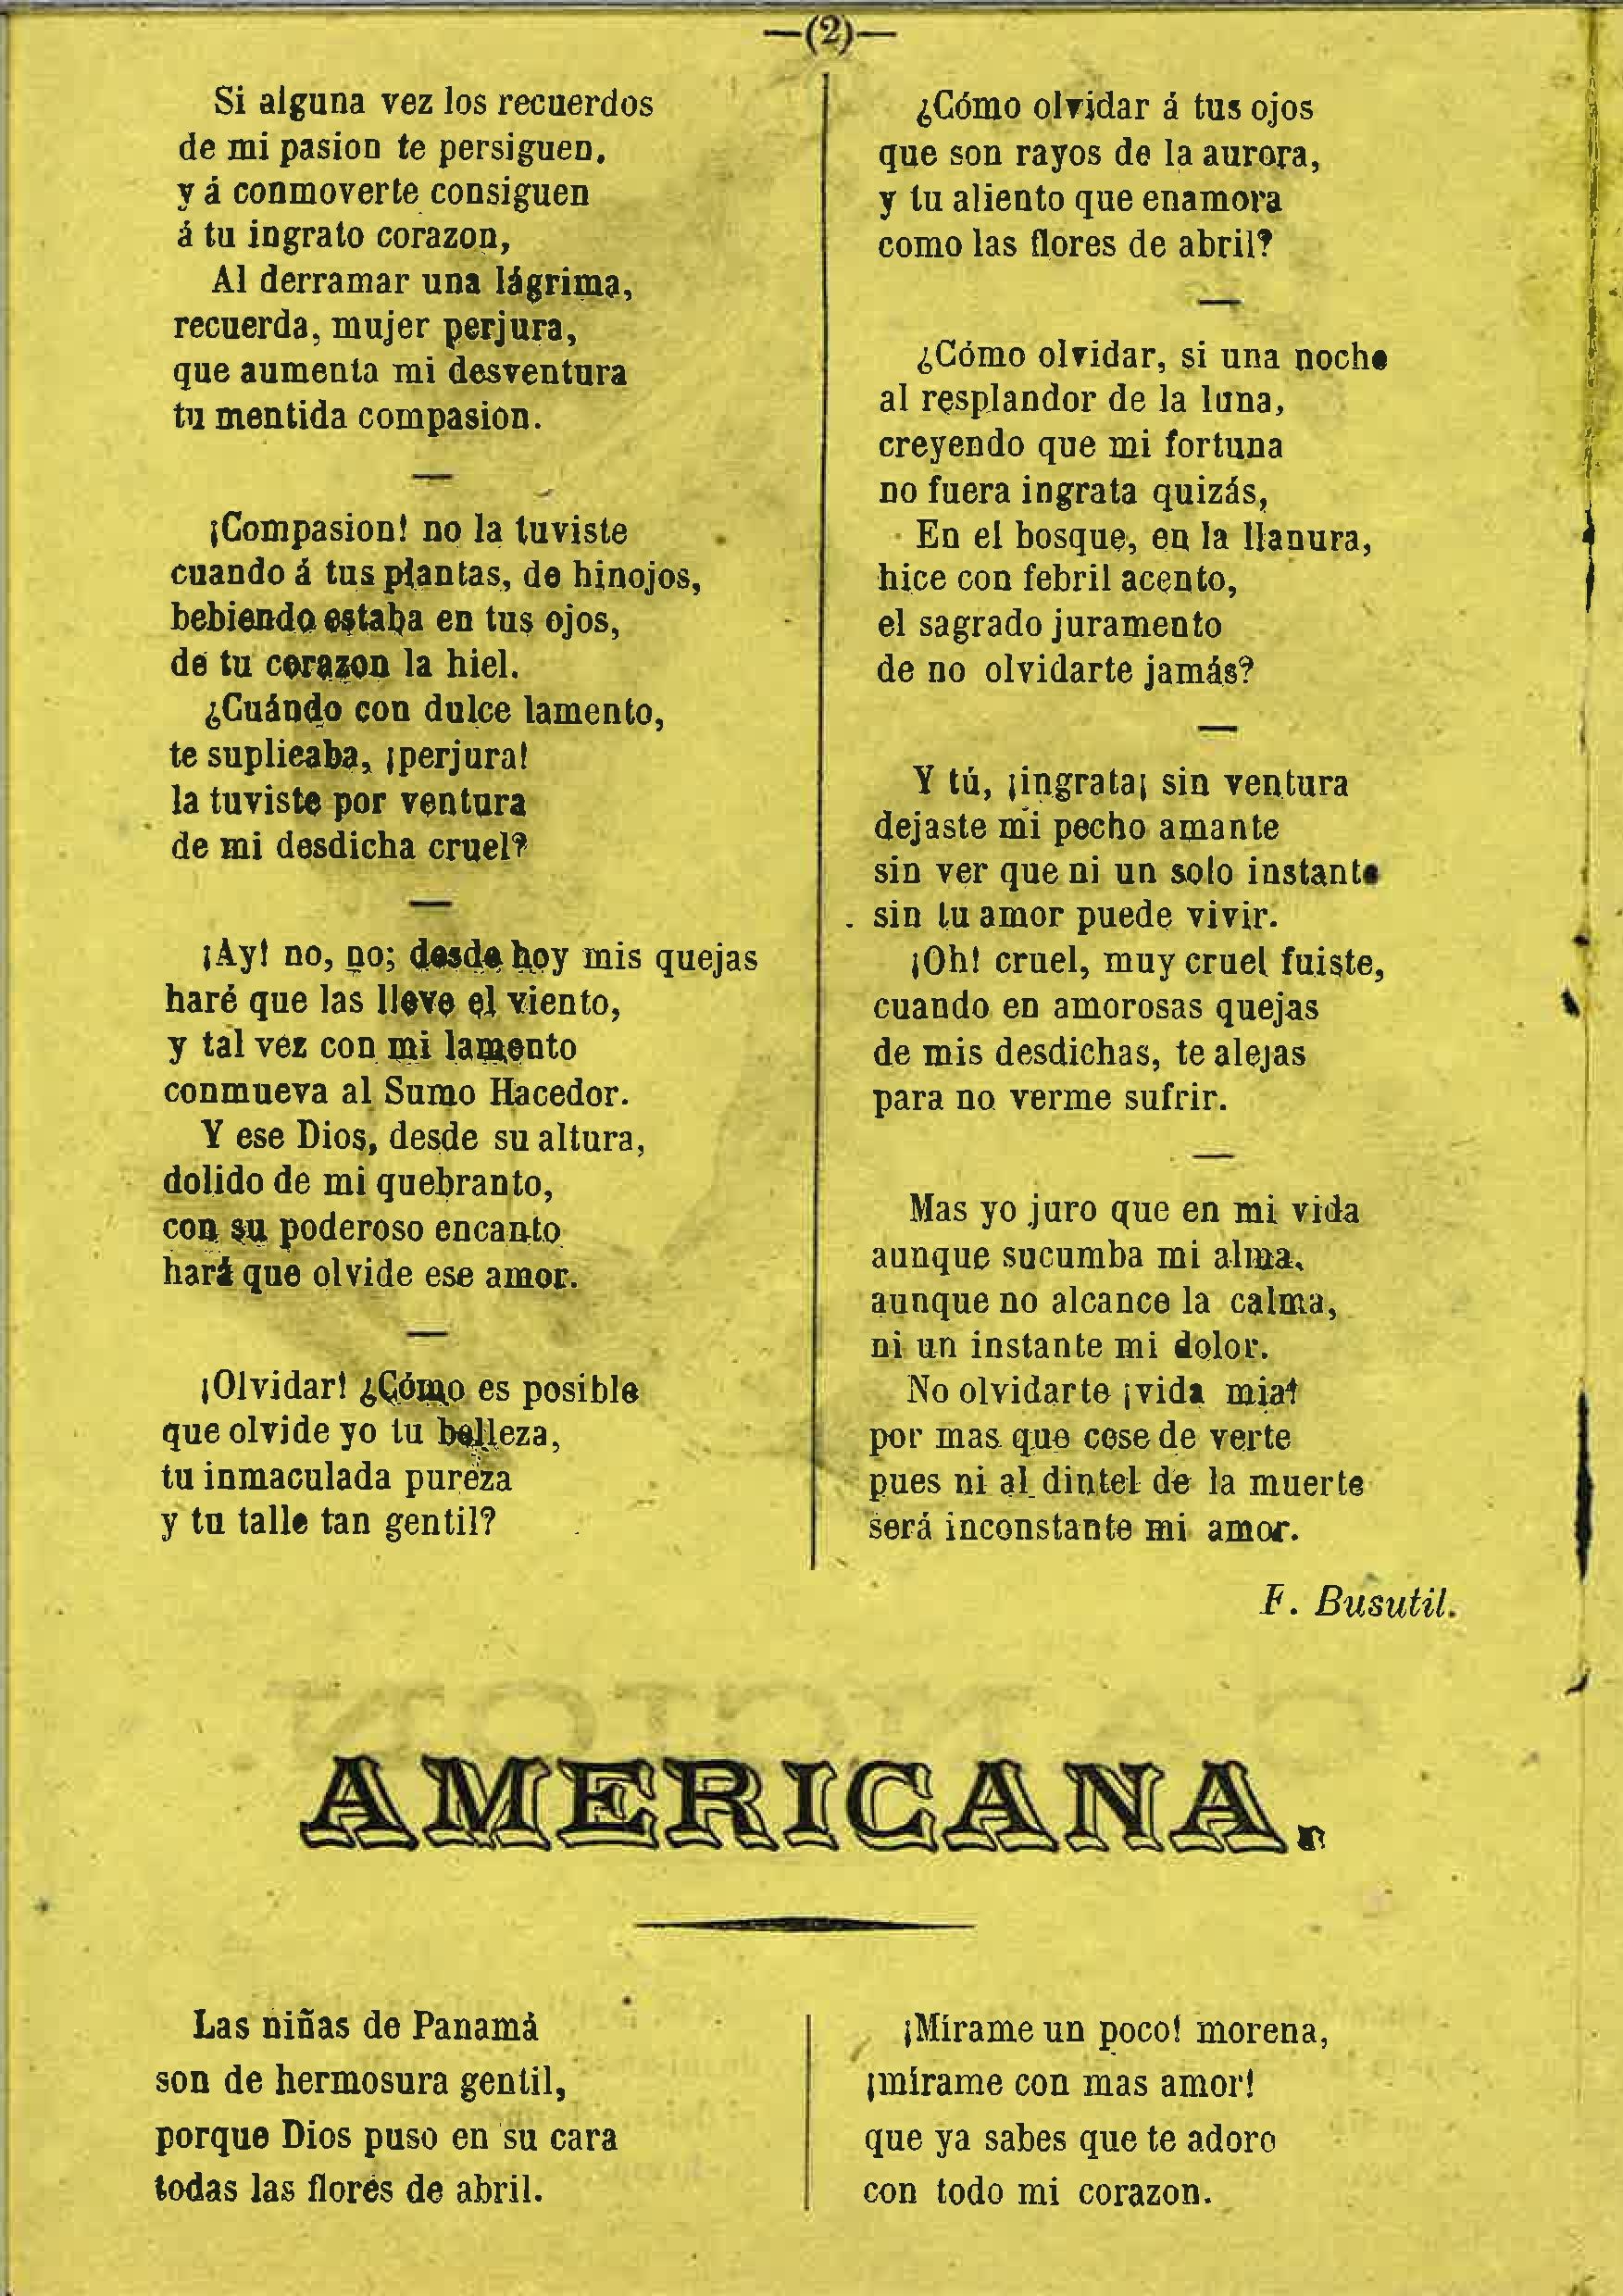 —(2)—
Si alguna vez los recuerdos
de mi pasion te persiguen,
y á conmoverte consiguen
á tu ingrato corazon,
Al derramar una lágrima,
recuerda, mujer perjura,
que aumenta mi desventura
tu mentida compasion.
—
¡Compasion! no la tuviste
cuando á tus plantas, de hinojos,
bebiendo estaba en tus ojos,
de tu corazon la hiel.
¿Cuándo con dulce lamento,
te suplicaba, ¡perjura!
la tuviste por ventura
de mi desdicha cruel?
—
¡Ay! no, no; desde hoy mis quejas
haré que las lleve el viento,
y tal vez con mi lamento
conmueva al Sumo Hacedor.
Y ese Dios, desde su altura,
dolido de mi quebranto,
con su poderoso encanto
hará que olvide ese amor.
—
¡Olvidar! ¿Cómo es posible
que olvide yo tu belleza,
tu inmaculada pureza
y tu talle tan gentil?
¿Cómo olvidar á tus ojos
que son rayos de la aurora,
y tu aliento que enamora
como las flores de abril?
—
¿Cómo olvidar, si una noche
al resplandor de la luna,
creyendo que mi fortuna
no fuera ingrata quizás,
En el bosque, en la llanura,
hice con febril acento,
el sagrado juramento
de no olvidarte jamás?
—
Y tú, ¡ingrata¡ sin ventura
dejaste mi pecho amante
sin ver que ni un solo instante
sin tu amor puede vivir.
¡Oh! cruel, muy cruel fuiste,
cuando en amorosas quejas
de mis desdichas, te alejas
para no verme sufrir.
—
Mas yo juro que en mi vida
aunque sucumba mi alma,
aunque no alcance la calma,
ni un instante mi dolor.
No olvidarte ¡vida mia!
por mas que cese de verte
pues ni al dintel de la muerte
será inconstante mi amor.
F. Busutil.
AMERICANA.
Las niñas de Panamá
son de hermosura gentil,
porque Dios puso en su cara
todas las flores de abril.
¡Mírame un poco! morena,
¡mírame con mas amor!
que ya sabes que te adoro
con todo mi corazon.